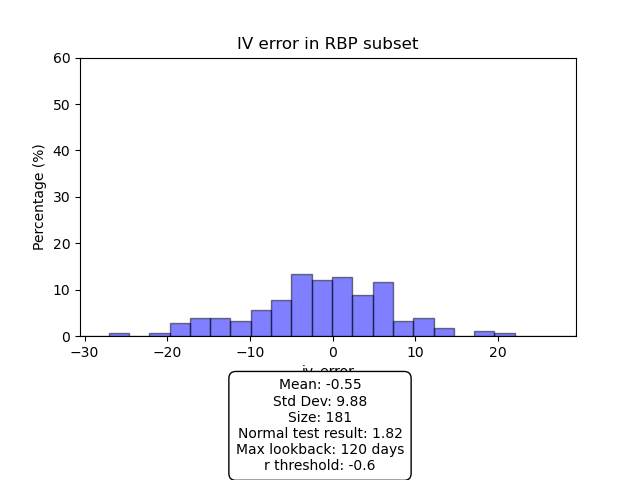 IV error in RBP subset
Percentage (%)
60
50
40
30
20
10
0
−30
−20
−10
0
10
20
iv_error
Mean: -0.55
Std Dev: 9.88
Size: 181
Normal test result: 1.82
Max lookback: 120 days
r threshold: -0.6